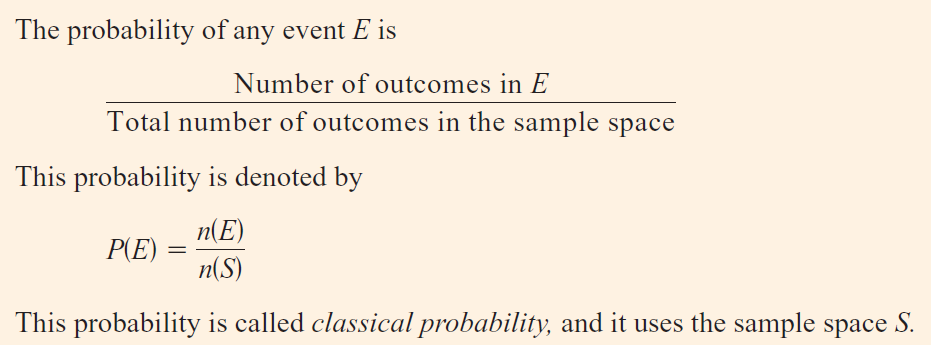 The probability of any event E is
Number of outcomes in E
Total number of outcomes in the sample space
This probability is denoted by
P(E) = n(E)
n(S)
This probability is called classical probability, and it uses the sample space S.